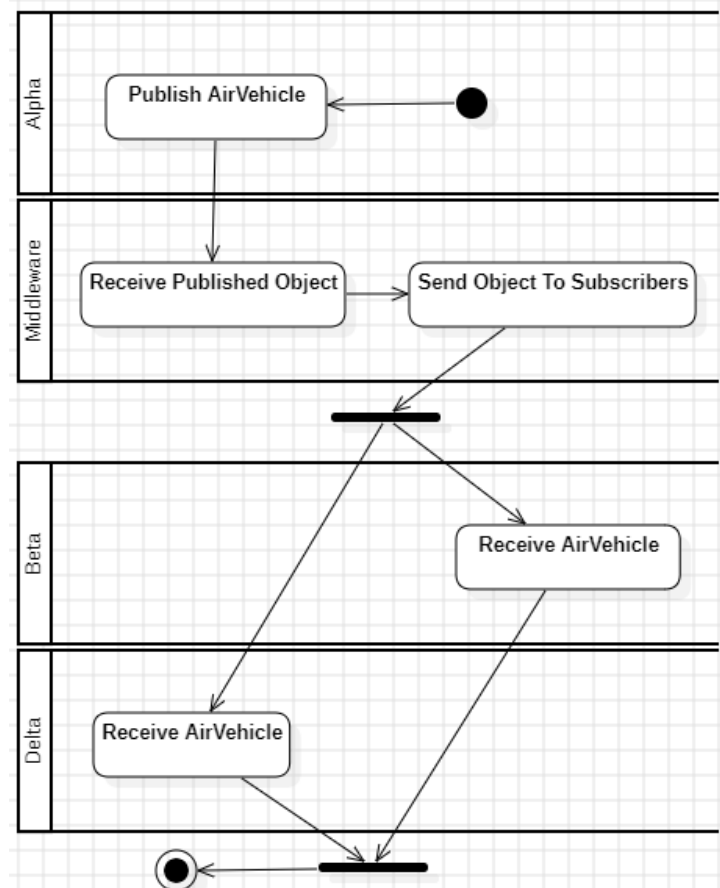 Alpha
Publish AirVehicle
Middleware
Receive Published Object
Send Object To Subscribers
Beta
Receive AirVehicle
Delta
Receive AirVehicle